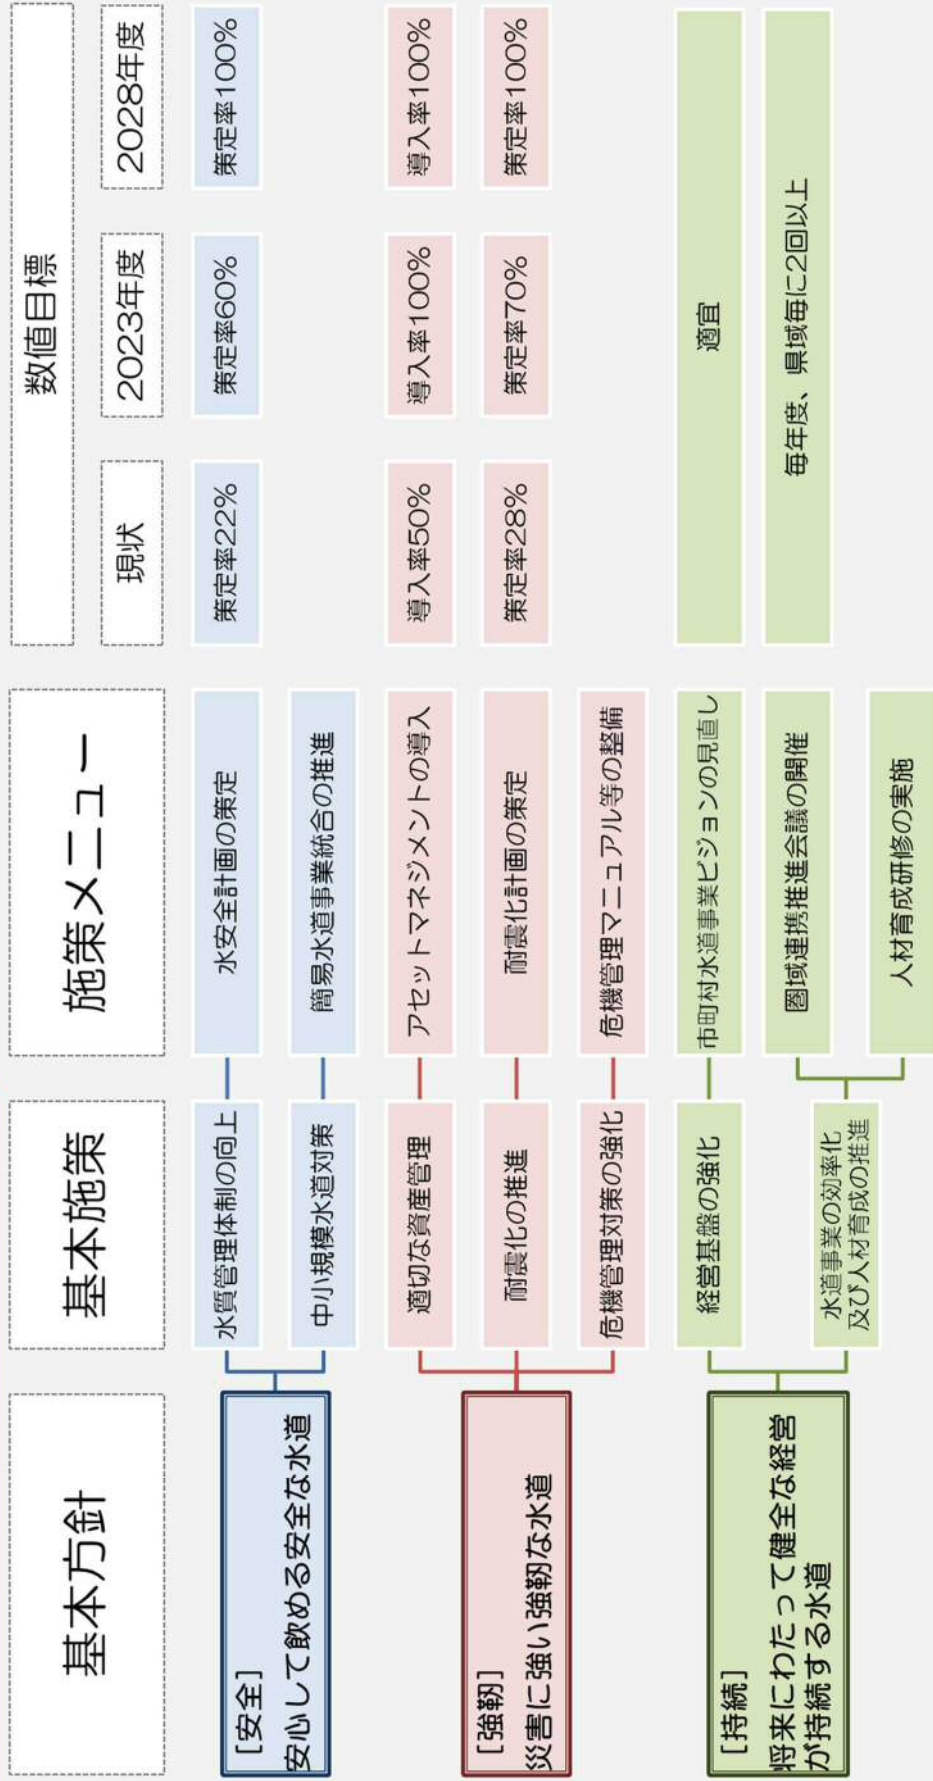 基本方針
基本施策
施策メニュー
数値目標
現状
2023年度
2028年度
[安全]
安心して飲める安全な水道
水質管理体制の向上
水安全計画の策定
策定率22%
策定率60%
策定率100%
中小規模水道対策
簡易水道事業統合の推進
[強靭]
災害に強い強靭な水道
適切な資産管理
アセットマネジメントの導入
導入率50%
導入率100%
導入率100%
耐震化の推進
耐震化計画の策定
策定率28%
策定率70%
策定率100%
危機管理対策の強化
危機管理マニュアル等の整備
[持続]
将来にわたって健全な経営
が持続する水道
経営基盤の強化
市町村水道事業ビジョンの見直し
適宜
水道事業の効率化
及び人材育成の推進
圏域連携推進会議の開催
毎年度、県域毎に2回以上
人材育成研修の実施